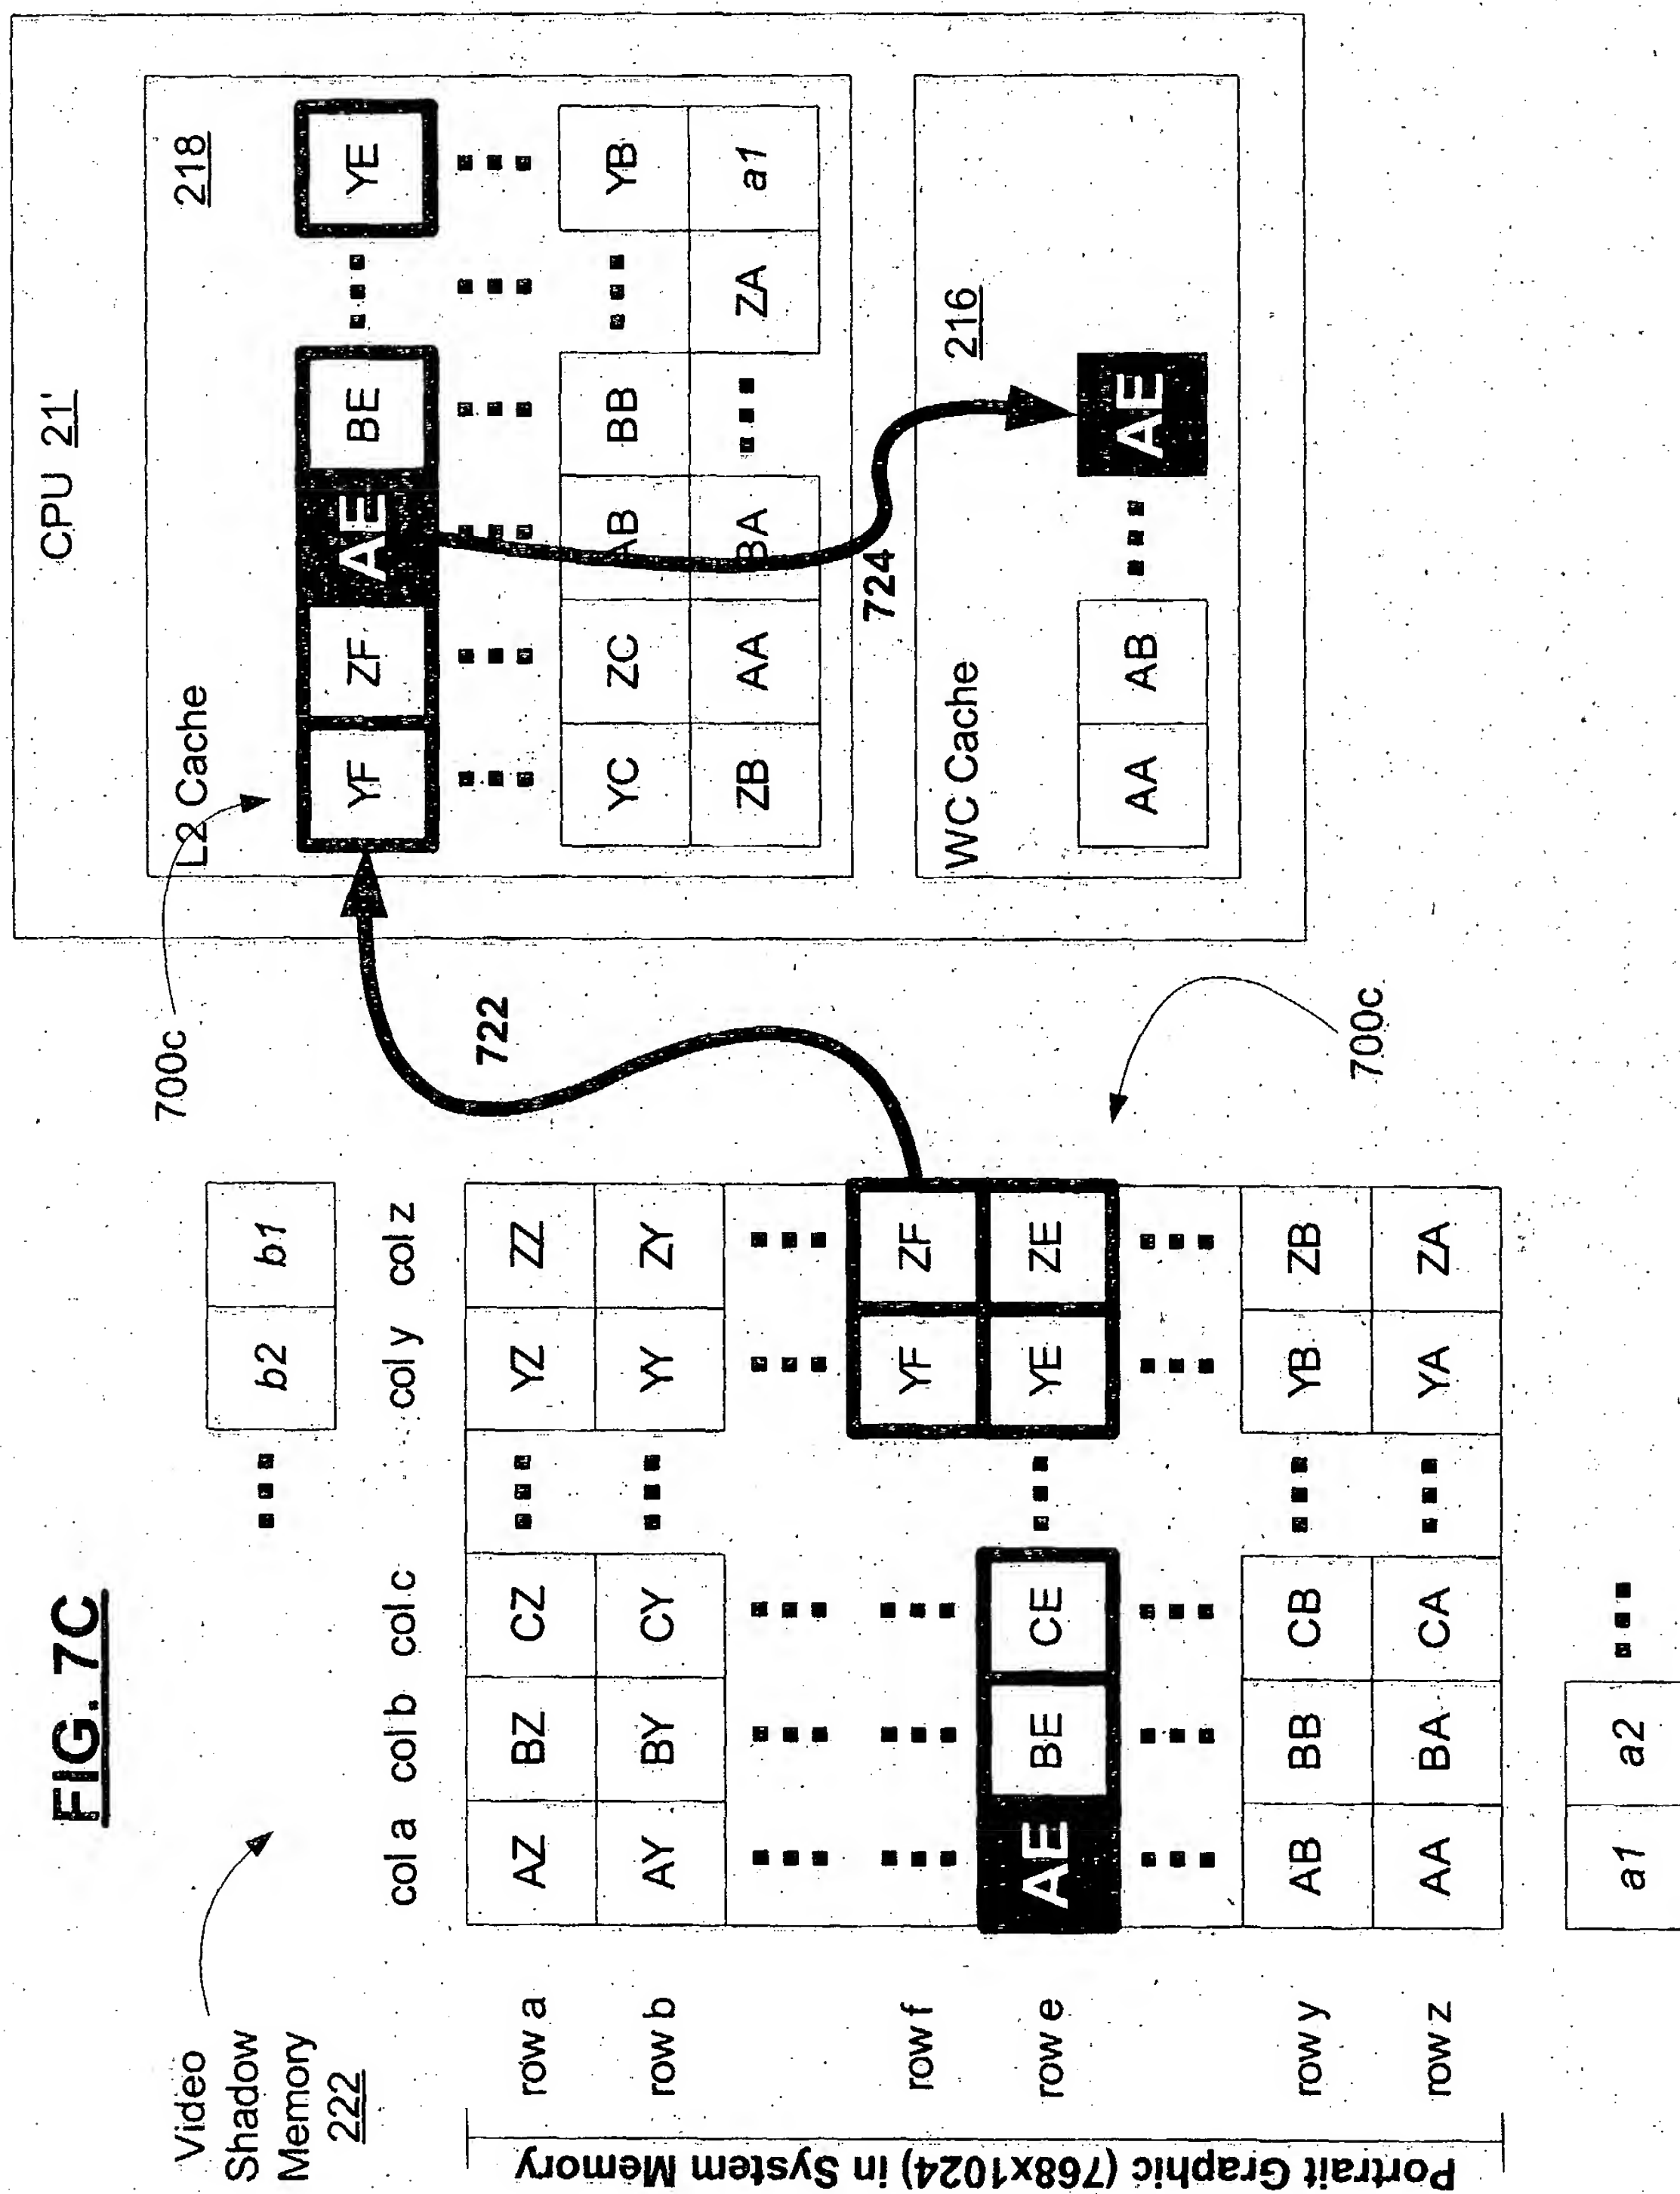 FIG. 7C
Video
Shadow
Memory
222
b2 b1
col a col b col c col y col z
row a AZ BZ CZ YZ ZZ
row b AY BY CY YY ZY
row f YF ZF
row e AE BE CE YE ZE
row y AB BB CB YB ZB
row z AA BA CA YA ZA
a1 a2
Portrait Graphic (768x1024) in System Memory
700c
722
700c
CPU 21'
L2 Cache
218
YF ZF AE BE YE
YC ZC AB BB YB
ZB AA BA ZA a1
724
WC Cache
216
AA AB AE